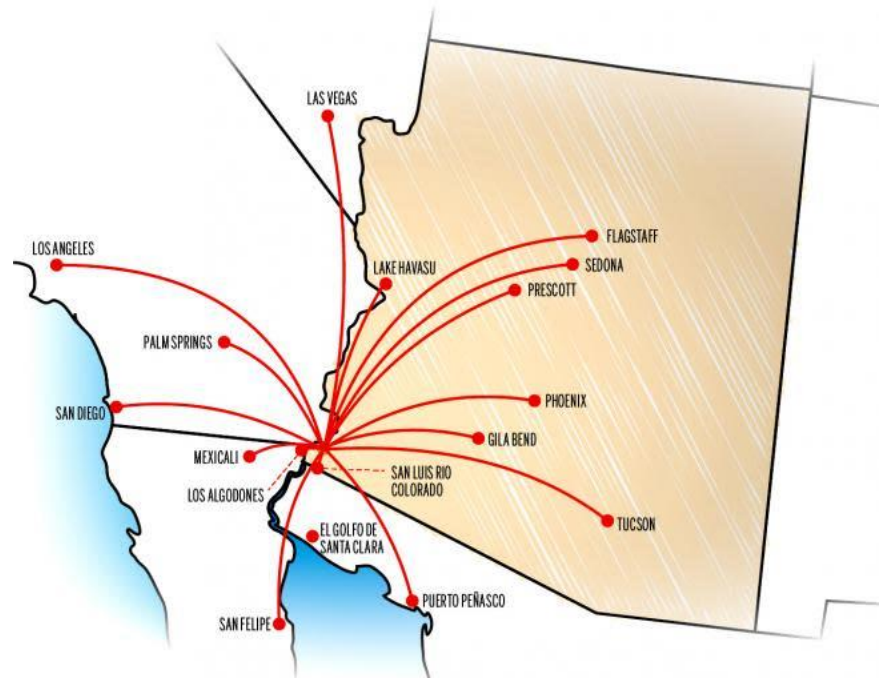 LAS VEGAS
FLAGSTAFF
LOS ANGELES
SEDONA
LAKE HAVASU
PRESCOTT
PALM SPRINGS
PHOENIX
SAN DIEGO
GILA BEND
MEXICALI
SAN LUIS RIO
COLORADO
LOS ALGODONES
TUCSON
EL GOLFO DE
SANTA CLARA
PUERTO PEÑASCO
SAN FELIPE